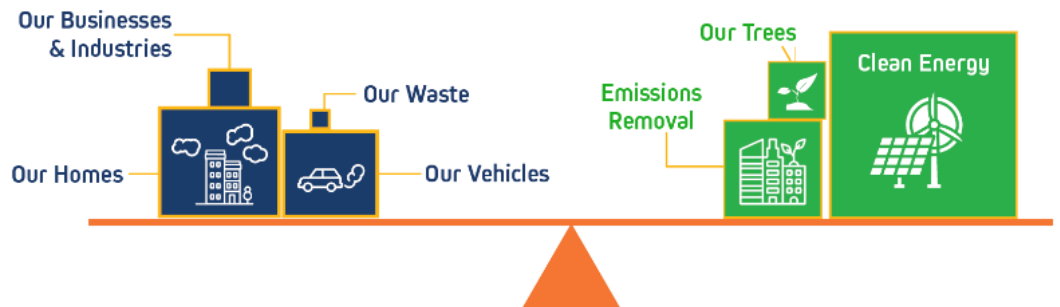 Our Businesses
& Industries
Our Waste
Our Homes
Our Vehicles
Our Trees
Clean Energy
Emissions
Removal